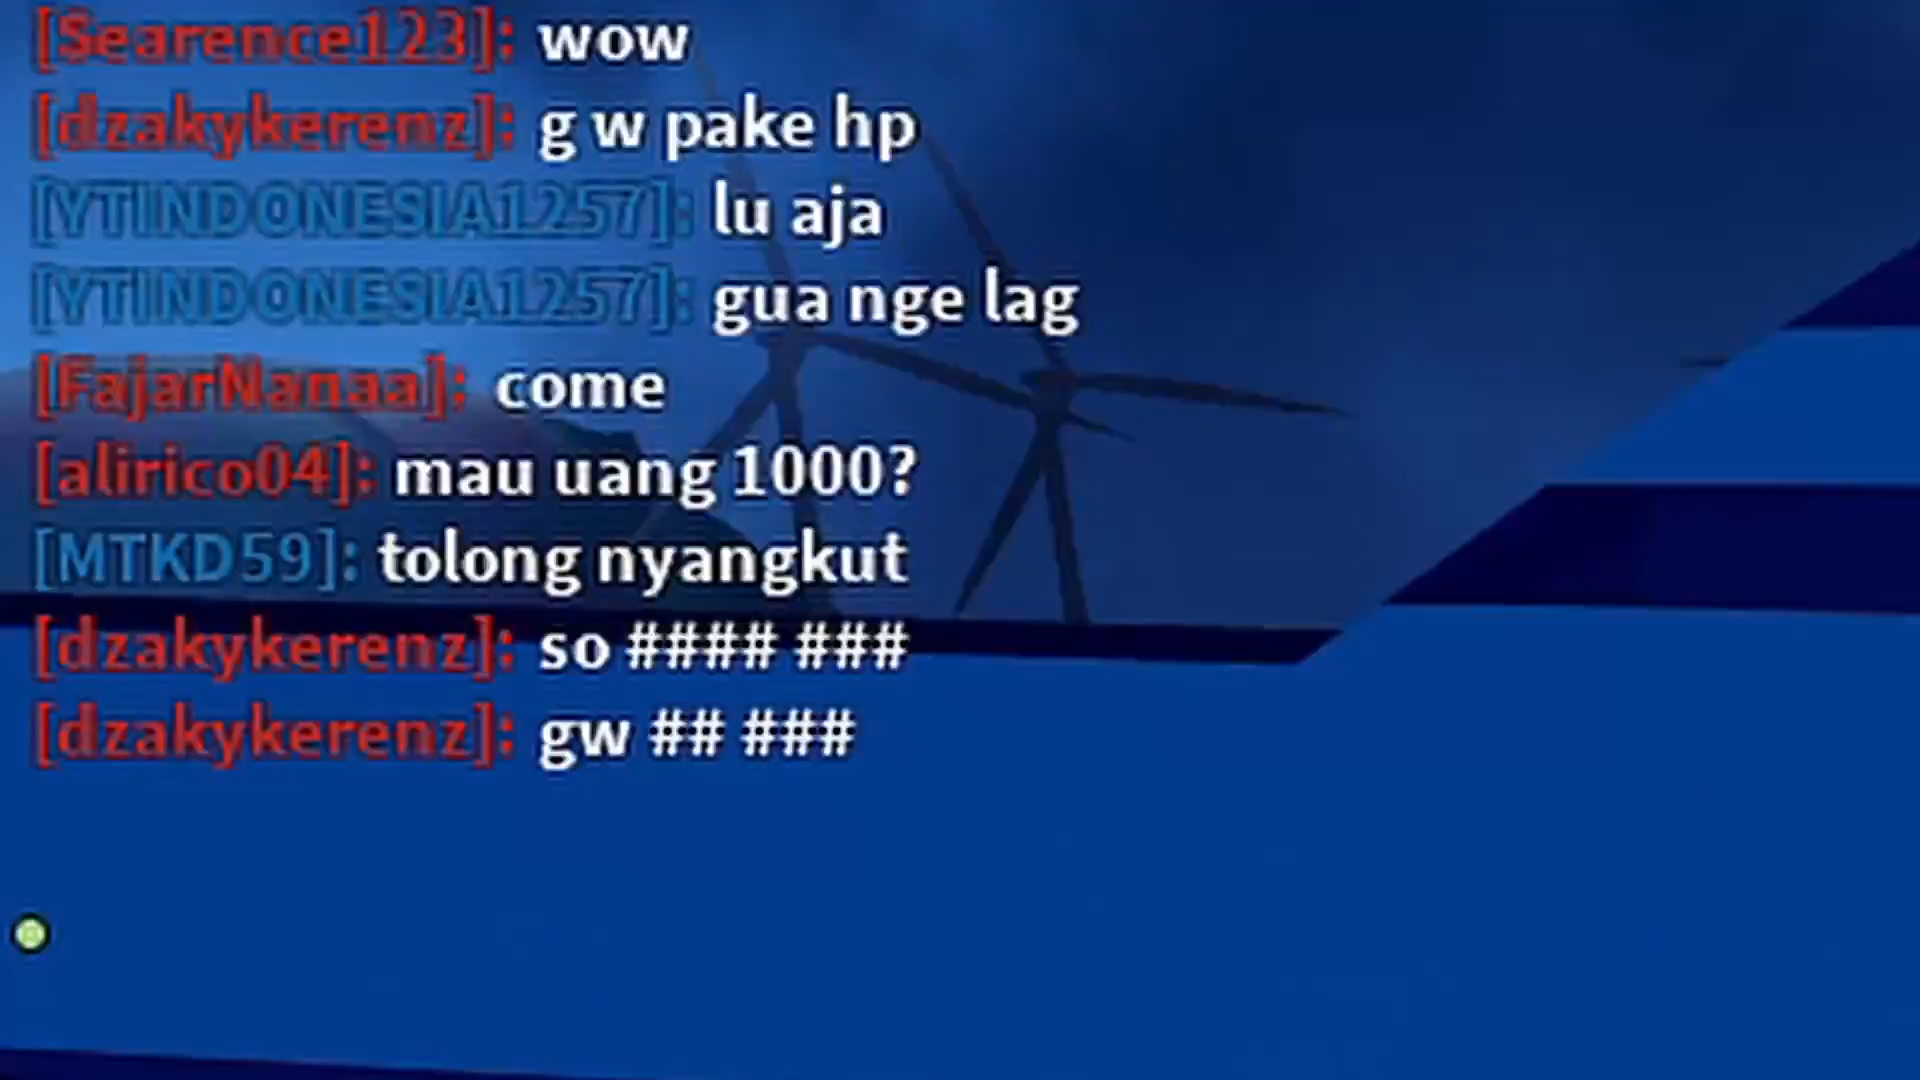 [Searence123]: wow
[dzakykerenz]: g w pake hp
[YTINDONESIA1257]: lu aja
[YTINDONESIA1257]: gua nge lag
[FajarNanaa]: come
[alirico04]: mau uang 1000?
[MTKD59]: tolong nyangkut
[dzakykerenz]: so #### ###
[dzakykerenz]: gw ## ###